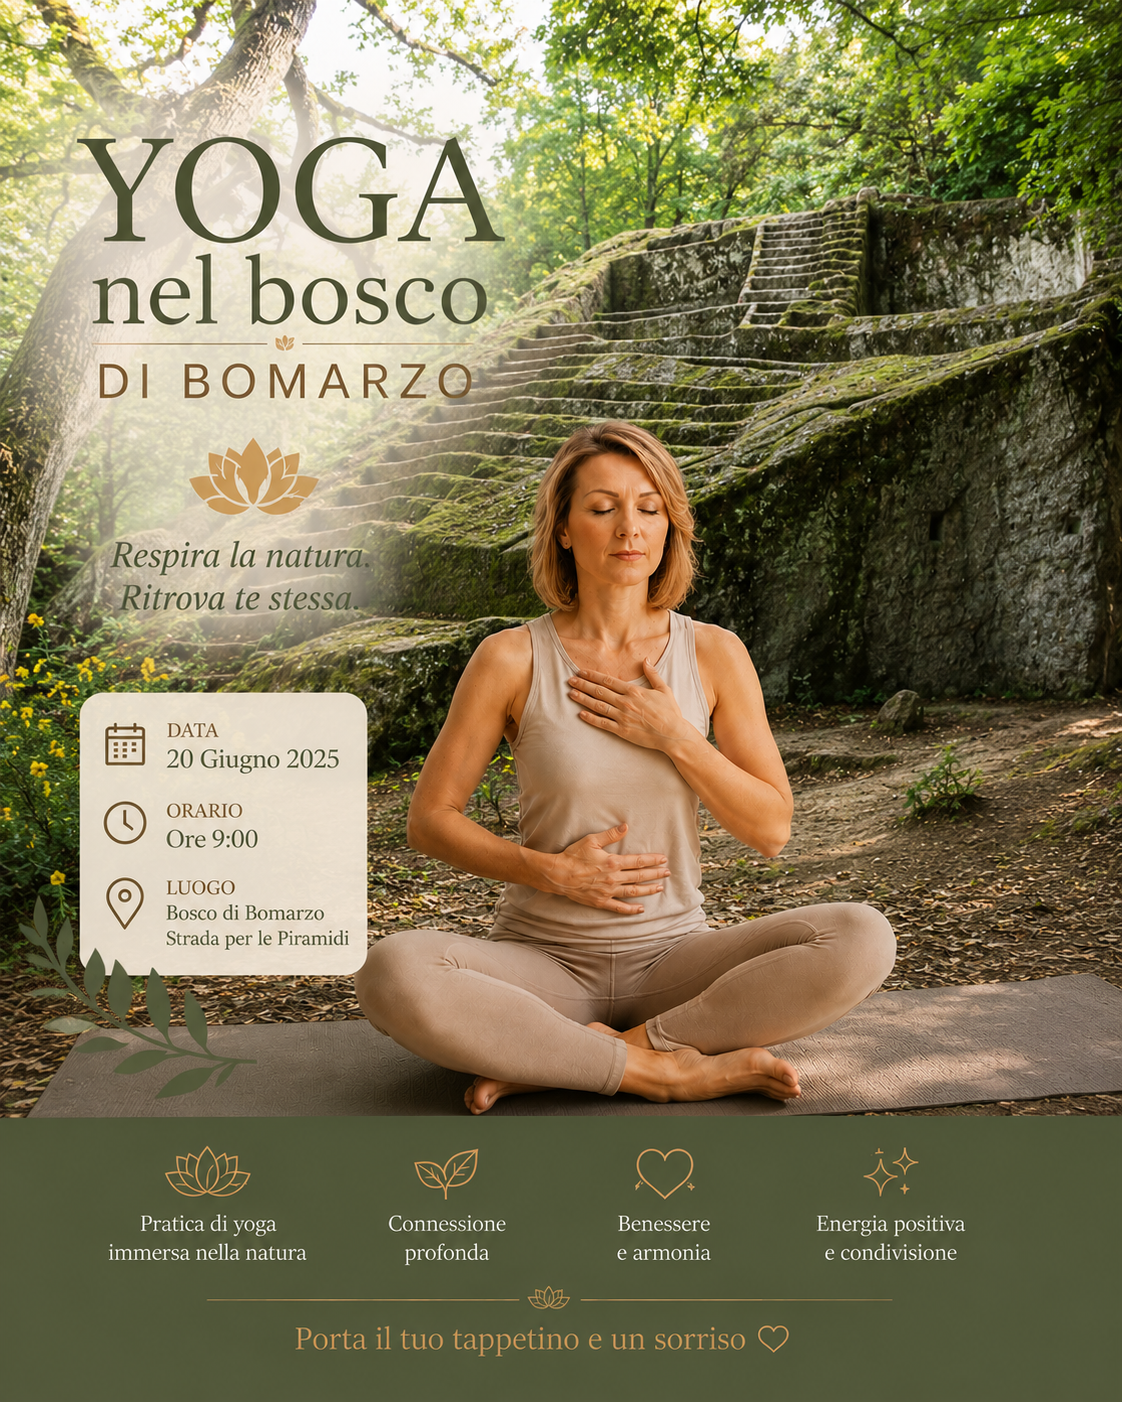 YOGA
nel bosco
DI BOMARZO
Respira la natura.
Ritrova te stessa.
DATA
20 Giugno 2025
ORARIO
Ore 9:00
LUOGO
Bosco di Bomarzo
Strada per le Piramidi
Pratica di yoga
immersa nella natura
Connessione
profonda
Benessere
e armonia
Energia positiva
e condivisione
Porta il tuo tappetino e un sorriso